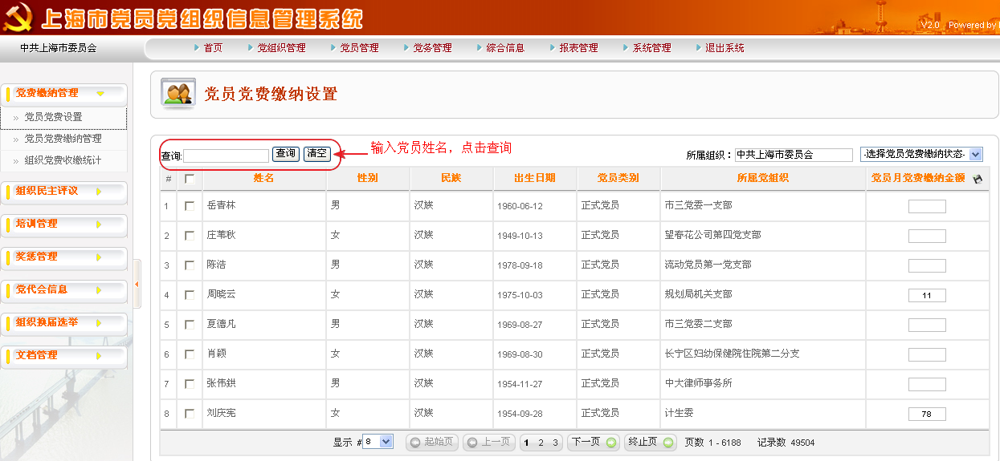 上海市党员党组织信息管理系统
V2.0 Powered by
中共上海市委员会 首页 党组织管理 党员管理 党务管理 综合信息 报表管理 系统管理 退出系统
党费缴纳管理
» 党员党费设置
» 党员党费缴纳管理
» 组织党费收缴统计
组织民主评议
培训管理
奖惩管理
党代会信息
组织换届选举
文档管理
党员党费缴纳设置
查询: 查询 清空 输入党员姓名，点击查询 所属组织： 中共上海市委员会 -选择党员党费缴纳状态-
# 姓名 性别 民族 出生日期 党员类别 所属党组织 党员月党费缴纳金额
1 岳青林 男 汉族 1960-06-12 正式党员 市三党委一支部
2 庄苇秋 女 汉族 1949-10-13 正式党员 望春花公司第四党支部
3 陈洁 男 汉族 1978-09-18 正式党员 流动党员第一党支部
4 周晓云 女 汉族 1975-10-03 正式党员 规划局机关支部 11
5 夏德凡 男 汉族 1969-08-27 正式党员 市三党委二支部
6 肖颖 女 汉族 1969-08-30 正式党员 长宁区妇幼保健院住院第二分支
7 张伟鉷 男 汉族 1954-11-27 正式党员 中大律师事务所
8 刘庆宪 女 汉族 1954-09-28 正式党员 计生委 78
显示 # 8 起始页 上一页 1 2 3 下一页 终止页 页数 1 - 6188 记录数 49504